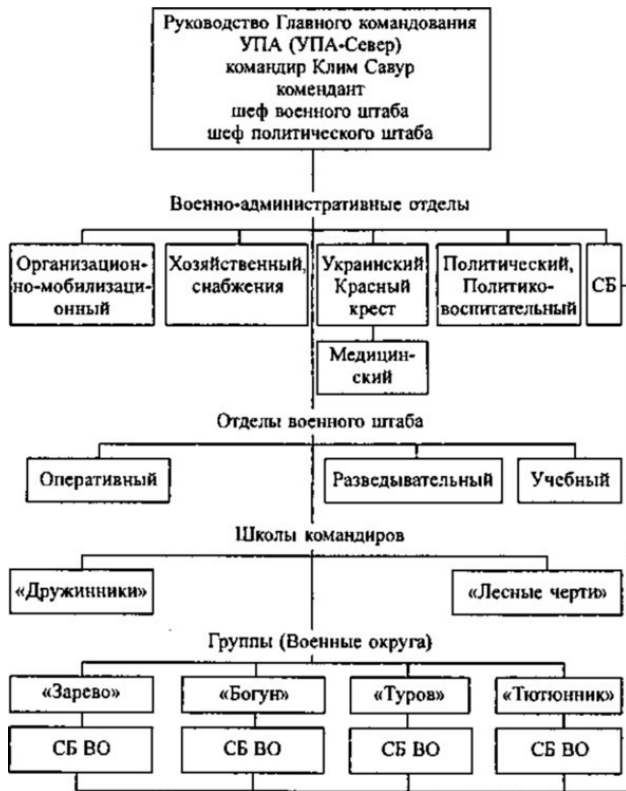 Руководство Главного командования
УПА (УПА-Север)
командир Клим Савур
комендант
шеф военного штаба
шеф политического штаба
Военно-административные отделы
Организацион-
но-мобилизаци-
онный
Хозяйственный,
снабжения
Украинский
Красный
крест
Политический,
Политико-
воспитательный
СБ
Медицин-
ский
Отделы военного штаба
Оперативный
Разведывательный
Учебный
Школы командиров
«Дружинники»
«Лесные черти»
Группы (Военные округа)
«Зарево»
«Богун»
«Туров»
«Тютюнник»
СБ ВО
СБ ВО
СБ ВО
СБ ВО